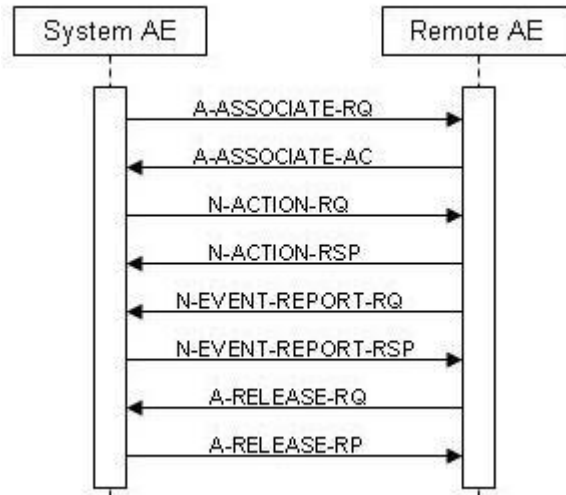 System AE
Remote AE
A-ASSOCIATE-RQ
A-ASSOCIATE-AC
N-ACTION-RQ
N-ACTION-RSP
N-EVENT-REPORT-RQ
N-EVENT-REPORT-RSP
A-RELEASE-RQ
A-RELEASE-RP